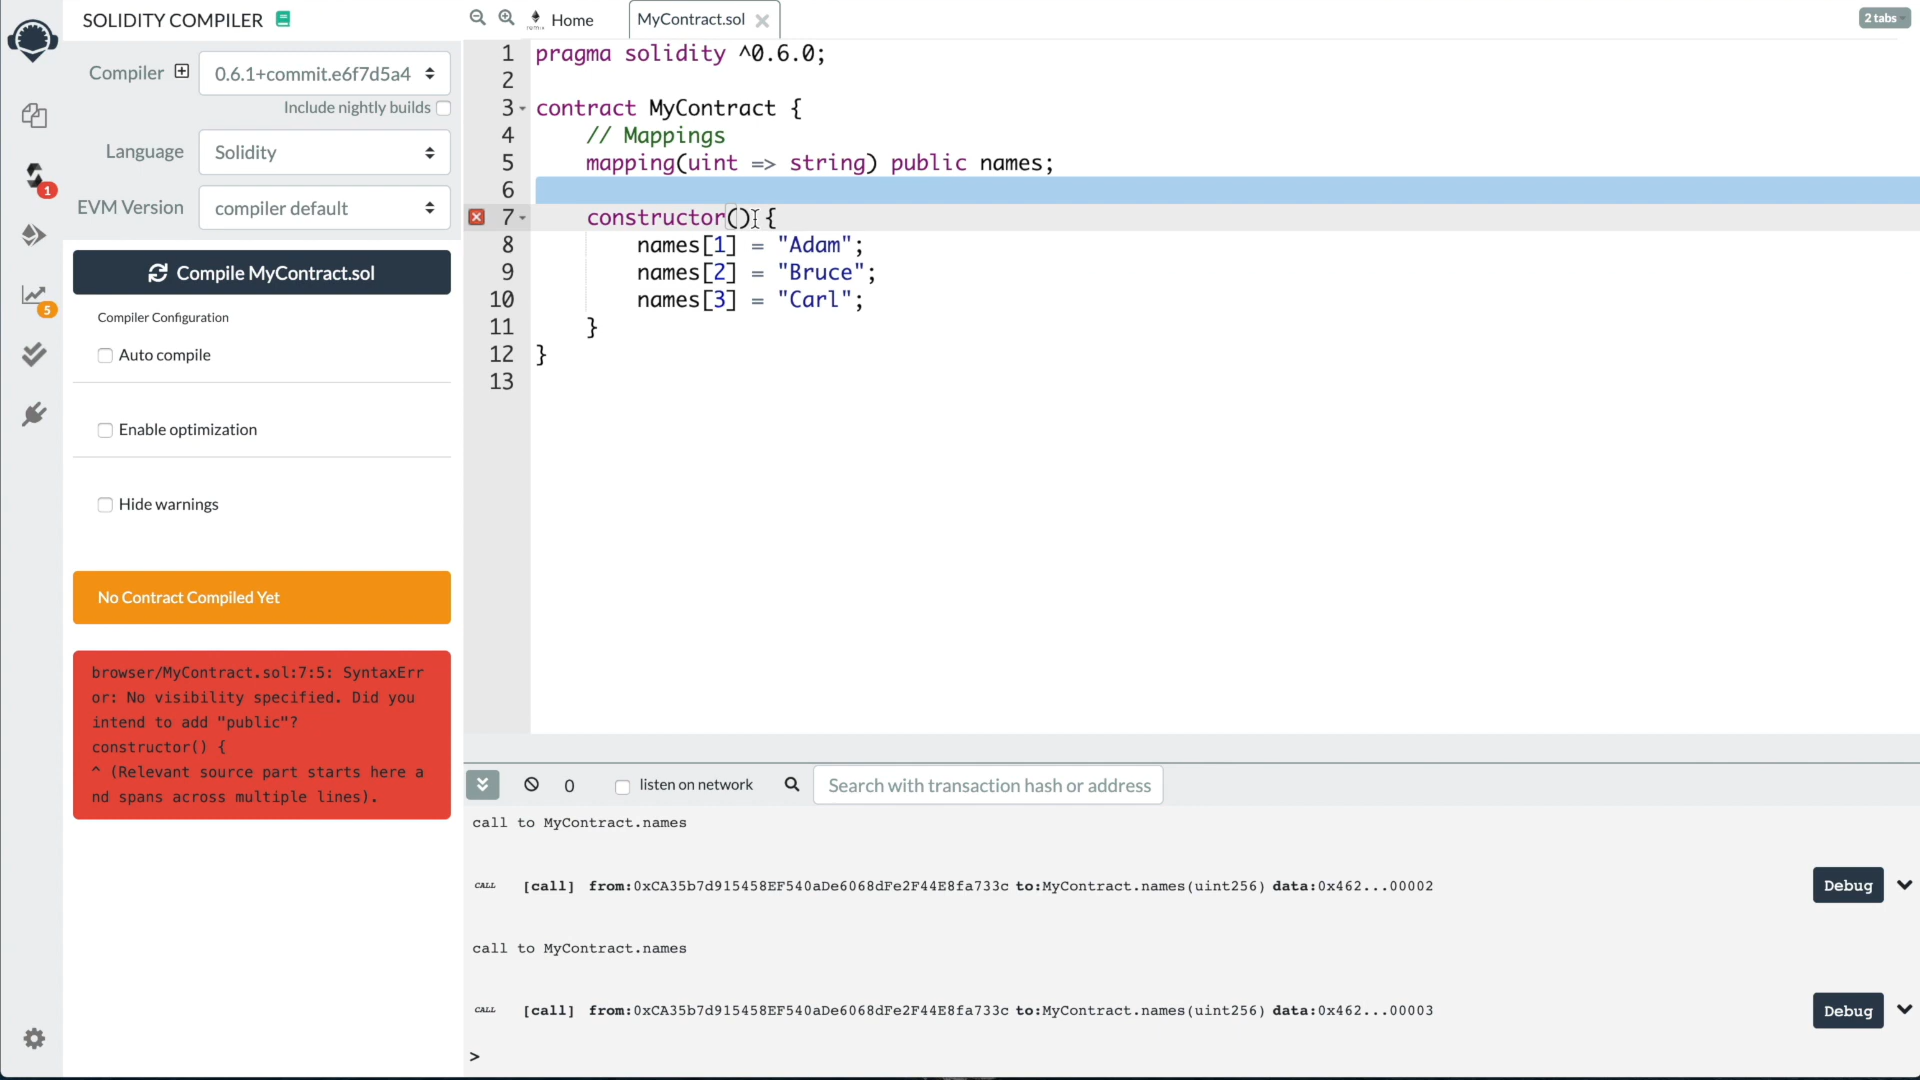 SOLIDITY COMPILER
Compiler
0.6.1+commit.e6f7d5a4
Include nightly builds
Language
Solidity
EVM Version
compiler default
Compile MyContract.sol
Compiler Configuration
Auto compile
Enable optimization
Hide warnings
No Contract Compiled Yet
browser/MyContract.sol:7:5: SyntaxErr
or: No visibility specified. Did you
intend to add "public"?
constructor() {
^ (Relevant source part starts here a
nd spans across multiple lines).
1
5
Home
MyContract.sol
2 tabs
1 pragma solidity ^0.6.0;
2
3 contract MyContract {
4 // Mappings
5 mapping(uint => string) public names;
6
7 constructor() {
8 names[1] = "Adam";
9 names[2] = "Bruce";
10 names[3] = "Carl";
11 }
12 }
13
0 listen on network Search with transaction hash or address
call to MyContract.names
CALL [call] from:0xCA35b7d915458EF540aDe6068dFe2F44E8fa733c to:MyContract.names(uint256) data:0x462...00002 Debug
call to MyContract.names
CALL [call] from:0xCA35b7d915458EF540aDe6068dFe2F44E8fa733c to:MyContract.names(uint256) data:0x462...00003 Debug
>